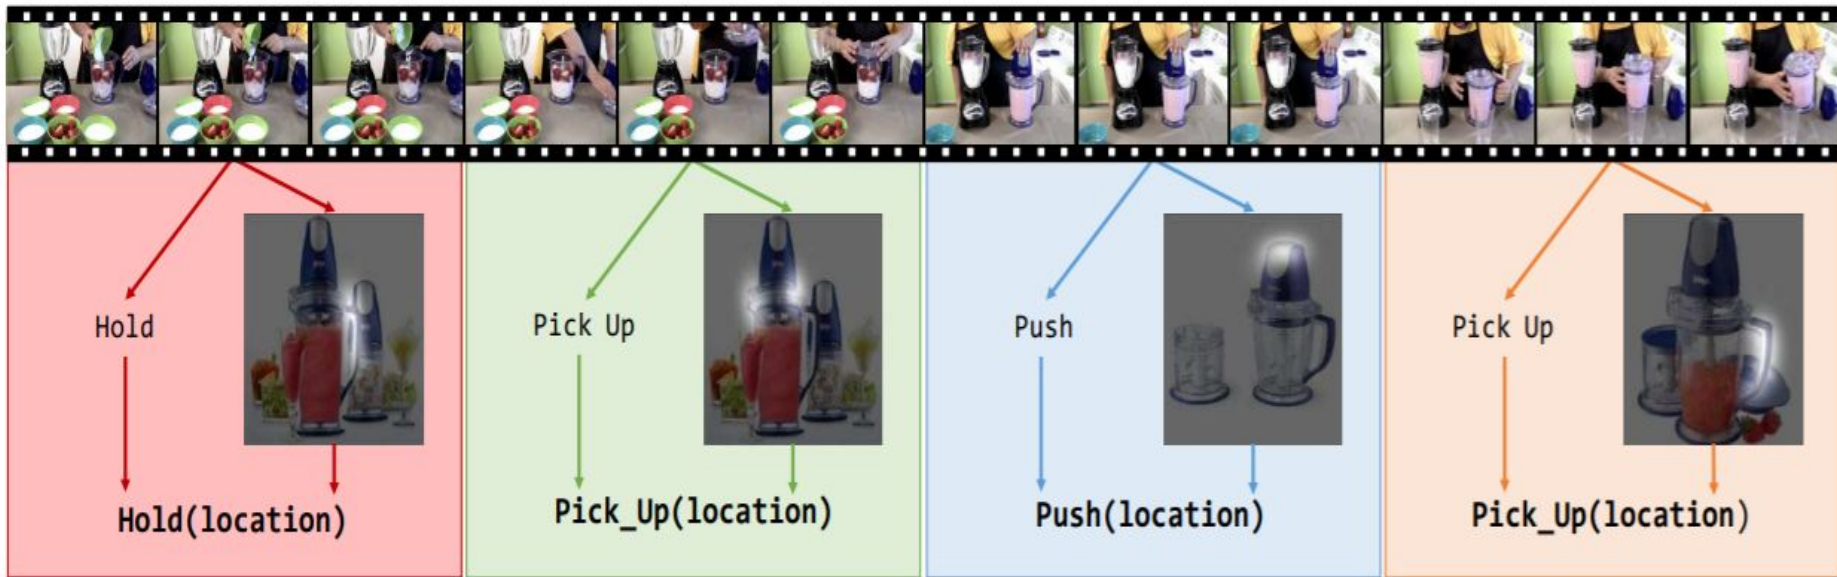 Hold
Hold(location)
Pick Up
Pick_Up(location)
Push
Push(location)
Pick Up
Pick_Up(location)